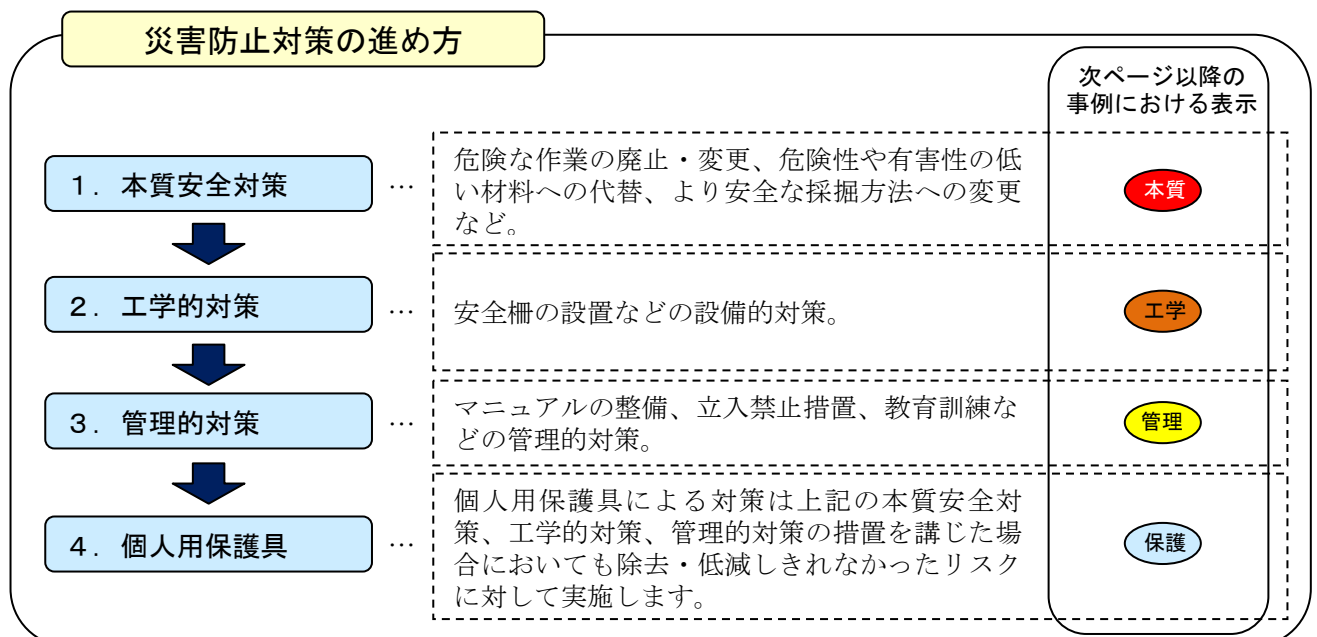 災害防止対策の進め方
次ページ以降の
事例における表示
１．本質安全対策
…
危険な作業の廃止・変更、危険性や有害性の低
い材料への代替、より安全な採掘方法への変更
など。
本質
２．工学的対策
…
安全柵の設置などの設備的対策。
工学
３．管理的対策
…
マニュアルの整備、立入禁止措置、教育訓練な
どの管理的対策。
管理
４．個人用保護具
…
個人用保護具による対策は上記の本質安全対
策、工学的対策、管理的対策の措置を講じた場
合においても除去・低減しきれなかったリスク
に対して実施します。
保護